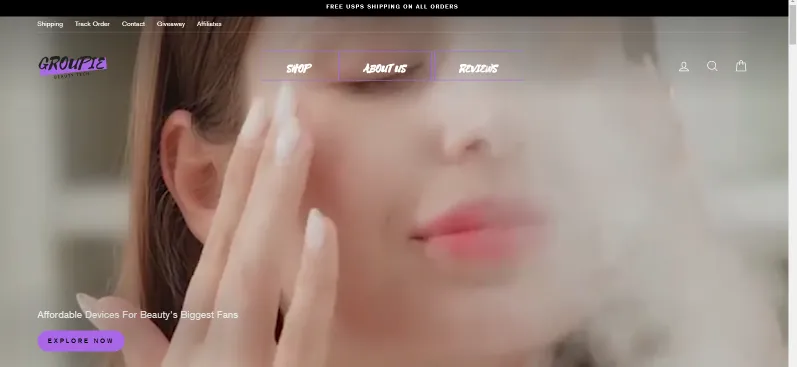 FREE USPS SHIPPING ON ALL ORDERS
Shipping Track Order Contact Giveaway Affiliates
GROUPIE
BEAUTY TECH
SHOP ABOUT US REVIEWS
Affordable Devices For Beauty's Biggest Fans
EXPLORE NOW